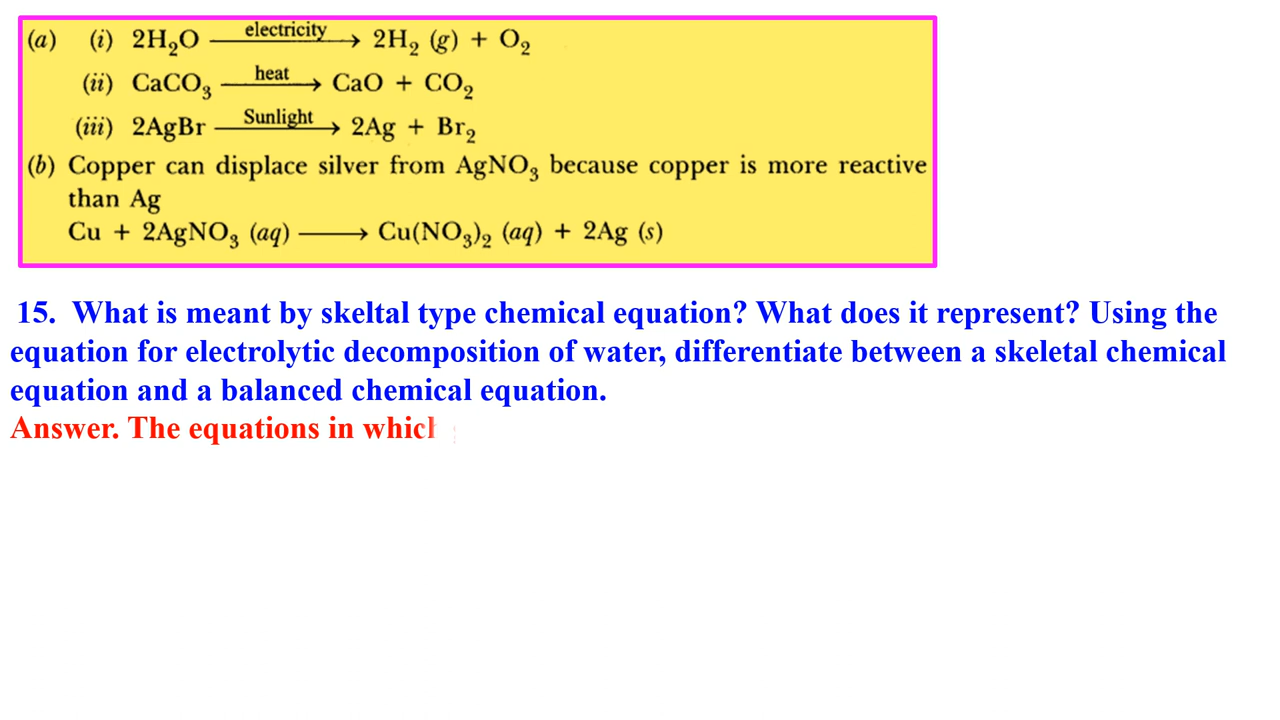 (a) (i) 2H₂O electricity⟶ 2H₂ (g) + O₂
(ii) CaCO₃ heat⟶ CaO + CO₂
(iii) 2AgBr Sunlight⟶ 2Ag + Br₂
(b) Copper can displace silver from AgNO₃ because copper is more reactive
than Ag
Cu + 2AgNO₃ (aq) ⟶ Cu(NO₃)₂ (aq) + 2Ag (s)
15. What is meant by skeltal type chemical equation? What does it represent? Using the
equation for electrolytic decomposition of water, differentiate between a skeletal chemical
equation and a balanced chemical equation.
Answer. The equations in which